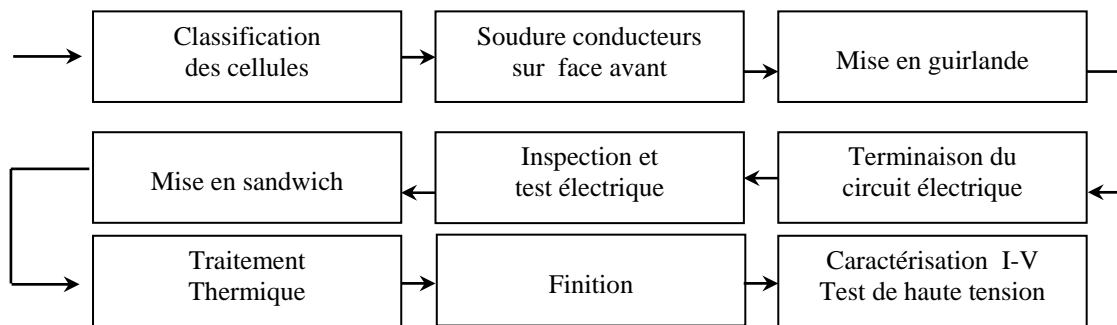 Classification
des cellules
Soudure conducteurs
sur face avant
Mise en guirlande
Terminaison du
circuit électrique
Inspection et
test électrique
Mise en sandwich
Traitement
Thermique
Finition
Caractérisation I-V
Test de haute tension